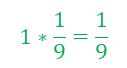 1 * 1/9 = 1/9